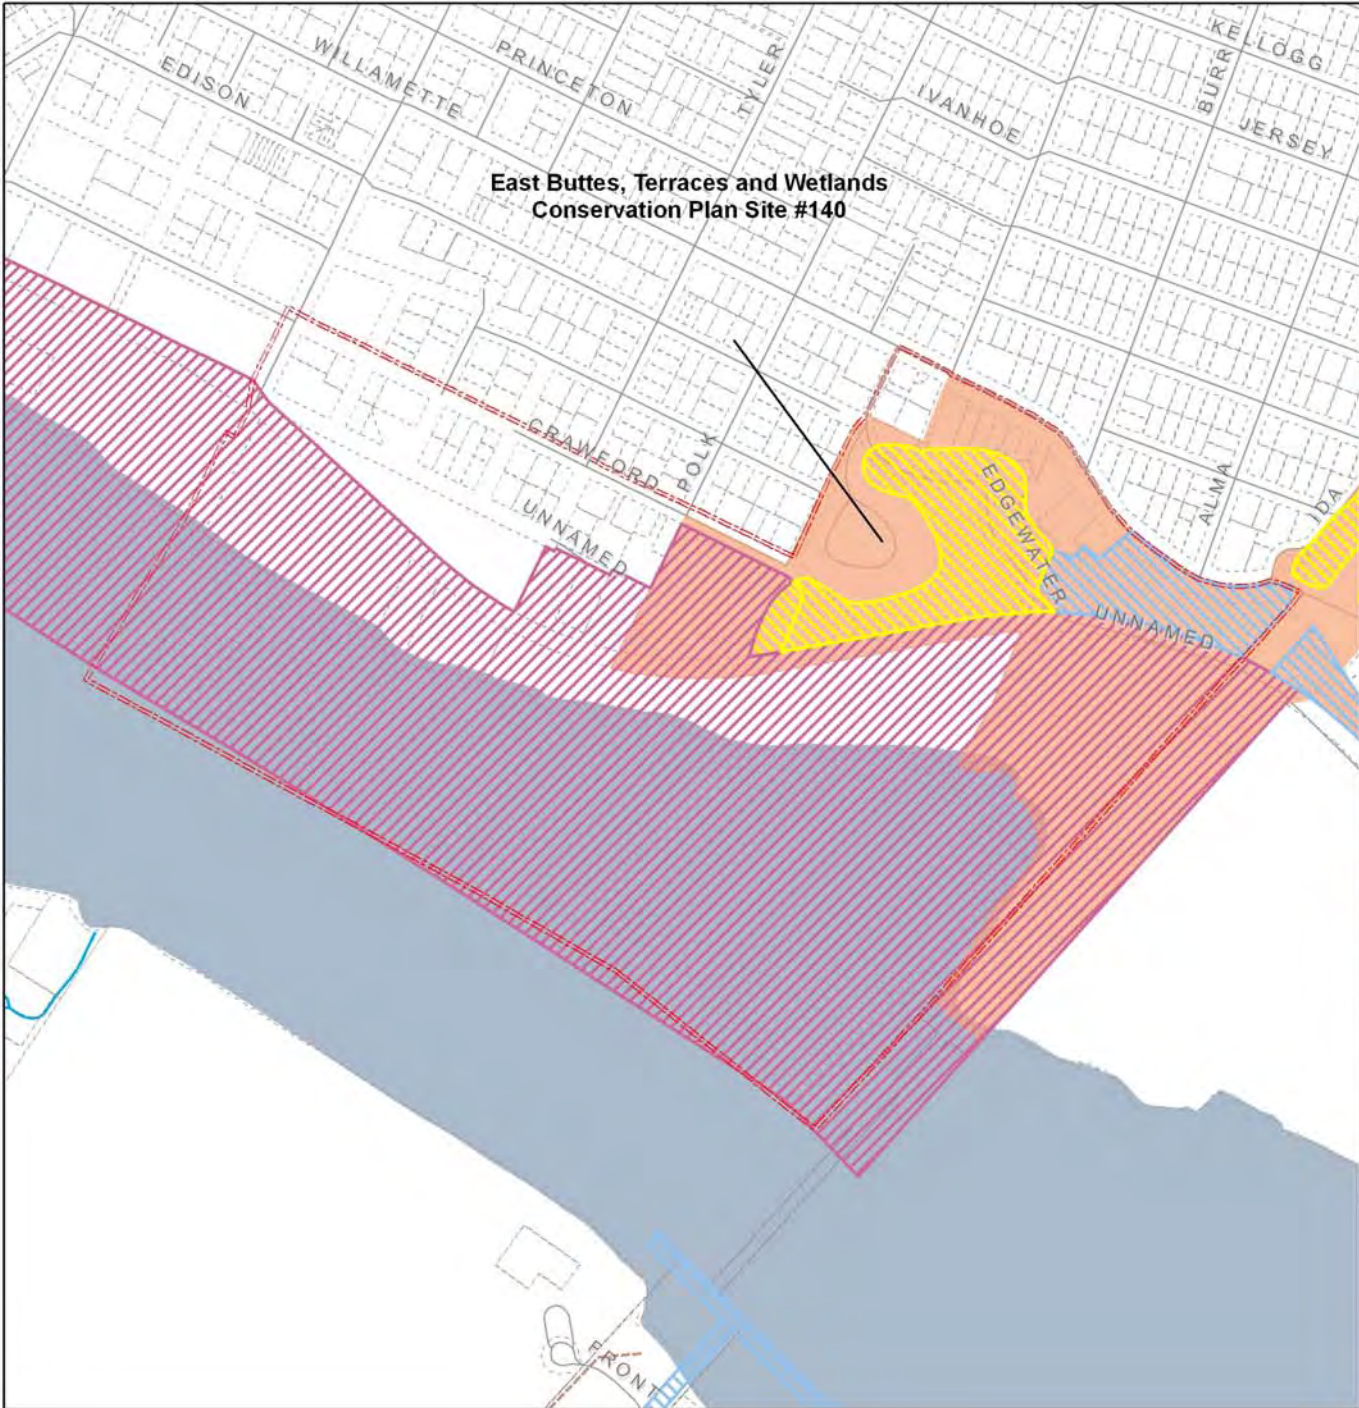 KELLOGG
BURR
TYLER
WILLAMETTE
PRINCETON
EDISON
IVANHOE
JERSEY
East Buttes, Terraces and Wetlands
Conservation Plan Site #140
CRAWFORD
POLK
EDGEWATER
ALMA
IDA
UNNAMED
UNNAMED
FRONT